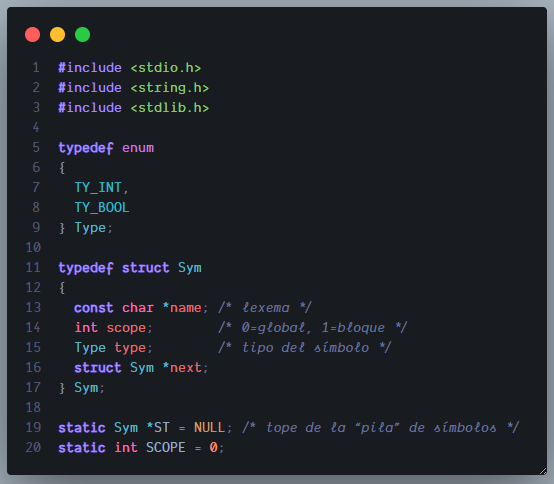 1 #include <stdio.h>
2 #include <string.h>
3 #include <stdlib.h>
4
5 typedef enum
6 {
7   TY_INT,
8   TY_BOOL
9 } Type;
10
11 typedef struct Sym
12 {
13   const char *name; /* lexema */
14   int scope;        /* 0=global, 1=bloque */
15   Type type;        /* tipo del símbolo */
16   struct Sym *next;
17 } Sym;
18
19 static Sym *ST = NULL; /* tope de la “pila” de símbolos */
20 static int SCOPE = 0;